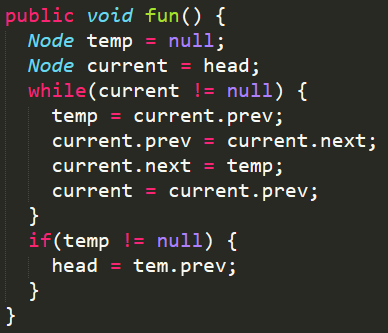 public void fun() {
  Node temp = null;
  Node current = head;
  while(current != null) {
    temp = current.prev;
    current.prev = current.next;
    current.next = temp;
    current = current.prev;
  }
  if(temp != null) {
    head = tem.prev;
  }
}